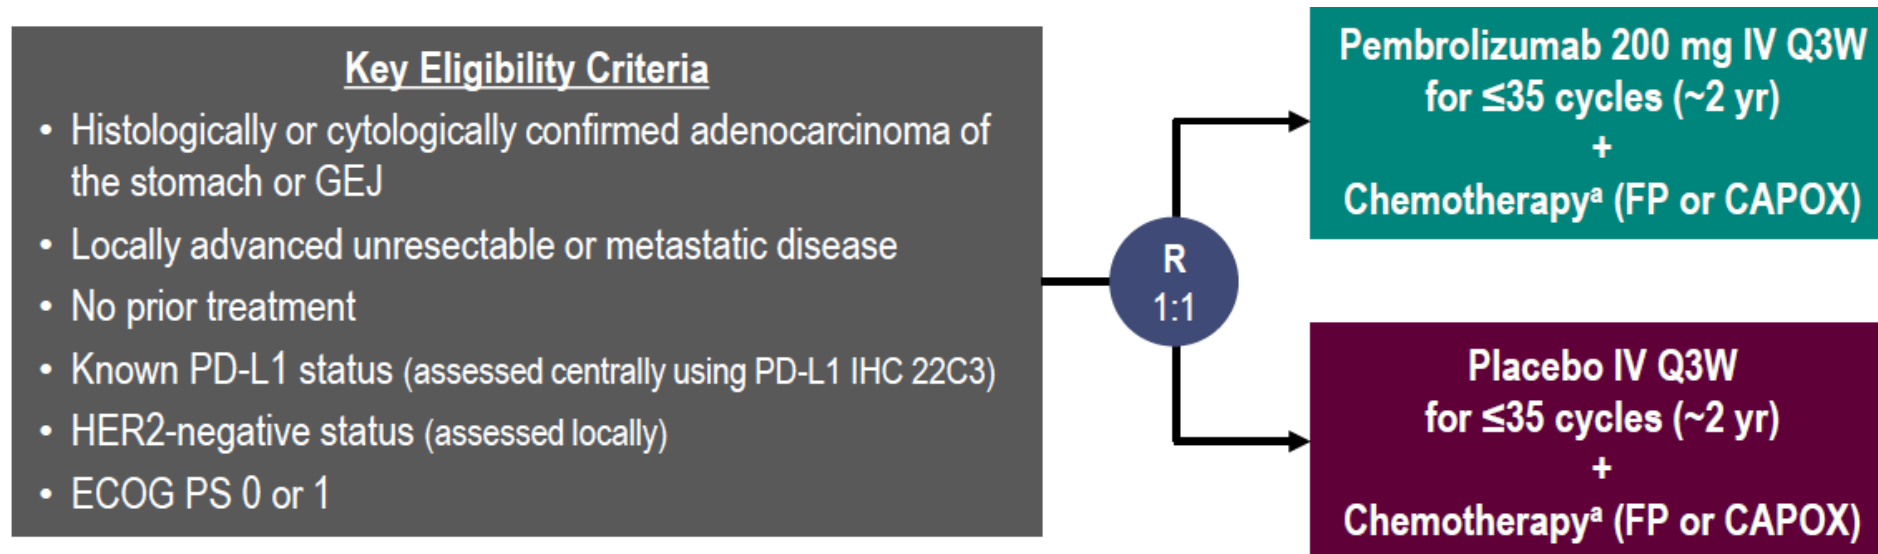 Key Eligibility Criteria
• Histologically or cytologically confirmed adenocarcinoma of
the stomach or GEJ
• Locally advanced unresectable or metastatic disease
• No prior treatment
• Known PD-L1 status (assessed centrally using PD-L1 IHC 22C3)
• HER2-negative status (assessed locally)
• ECOG PS 0 or 1
R
1:1
Pembrolizumab 200 mg IV Q3W
for ≤35 cycles (~2 yr)
+
Chemotherapyᵃ (FP or CAPOX)
Placebo IV Q3W
for ≤35 cycles (~2 yr)
+
Chemotherapyᵃ (FP or CAPOX)